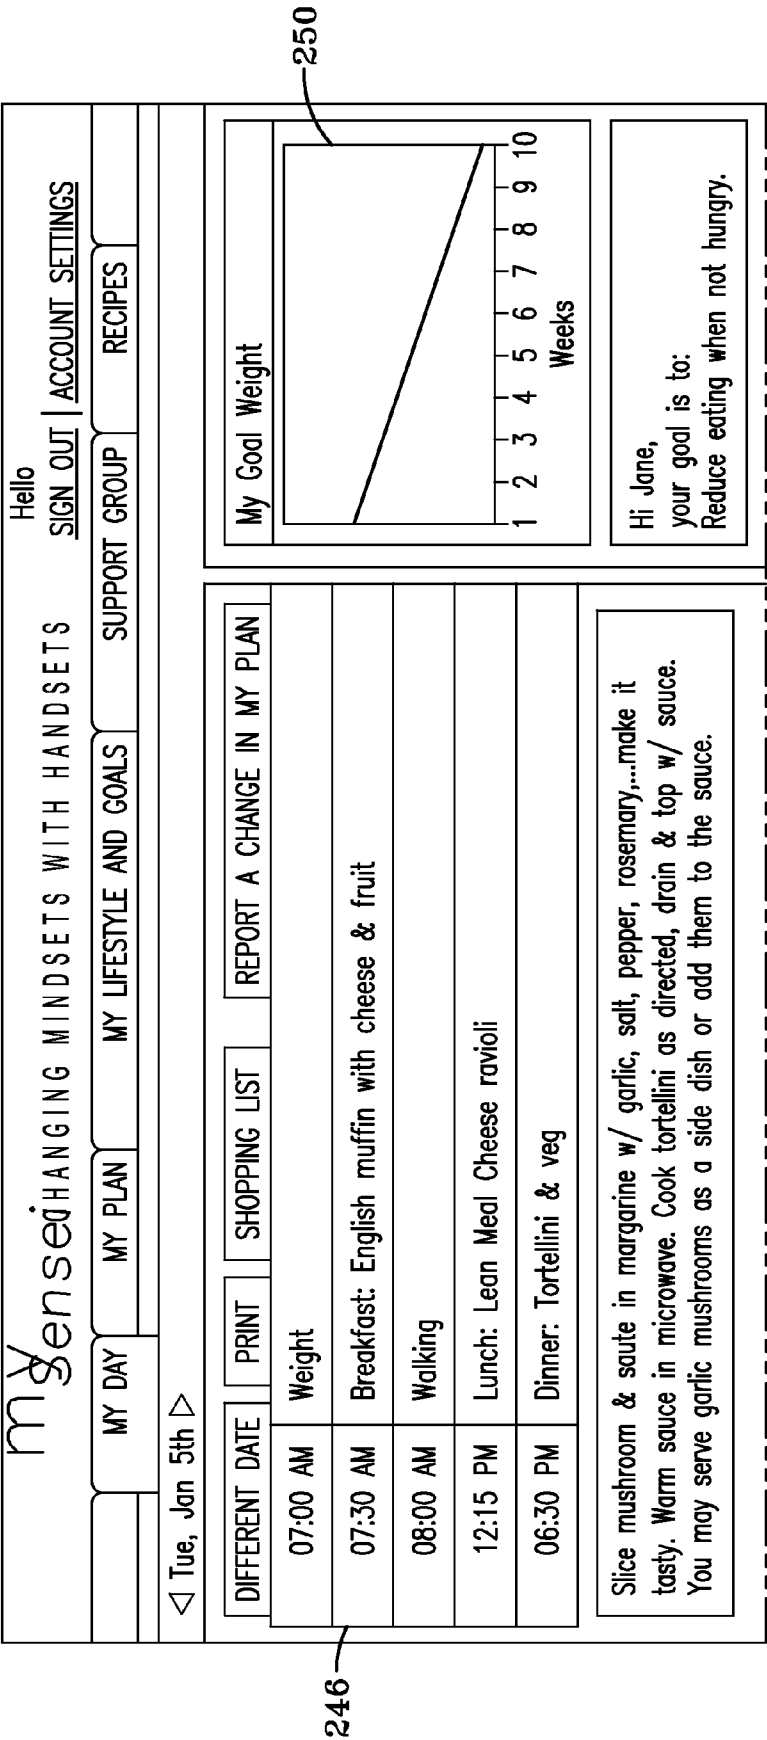 Hello
my Sensei CHANGING MINDSETS WITH HANDSETS
SIGN OUT | ACCOUNT SETTINGS
MY DAY
MY PLAN
MY LIFESTYLE AND GOALS
SUPPORT GROUP
RECIPES
Tue, Jan 5th
DIFFERENT DATE
PRINT
SHOPPING LIST
REPORT A CHANGE IN MY PLAN
07:00 AM Weight
07:30 AM Breakfast: English muffin with cheese & fruit
08:00 AM Walking
12:15 PM Lunch: Lean Meal Cheese ravioli
06:30 PM Dinner: Tortellini & veg
246
Slice mushroom & saute in margarine w/ garlic, salt, pepper, rosemary,...make it
tasty. Warm sauce in microwave. Cook tortellini as directed, drain & top w/ sauce.
You may serve garlic mushrooms as a side dish or add them to the sauce.
My Goal Weight
250
1 2 3 4 5 6 7 8 9 10
Weeks
Hi Jane,
your goal is to:
Reduce eating when not hungry.